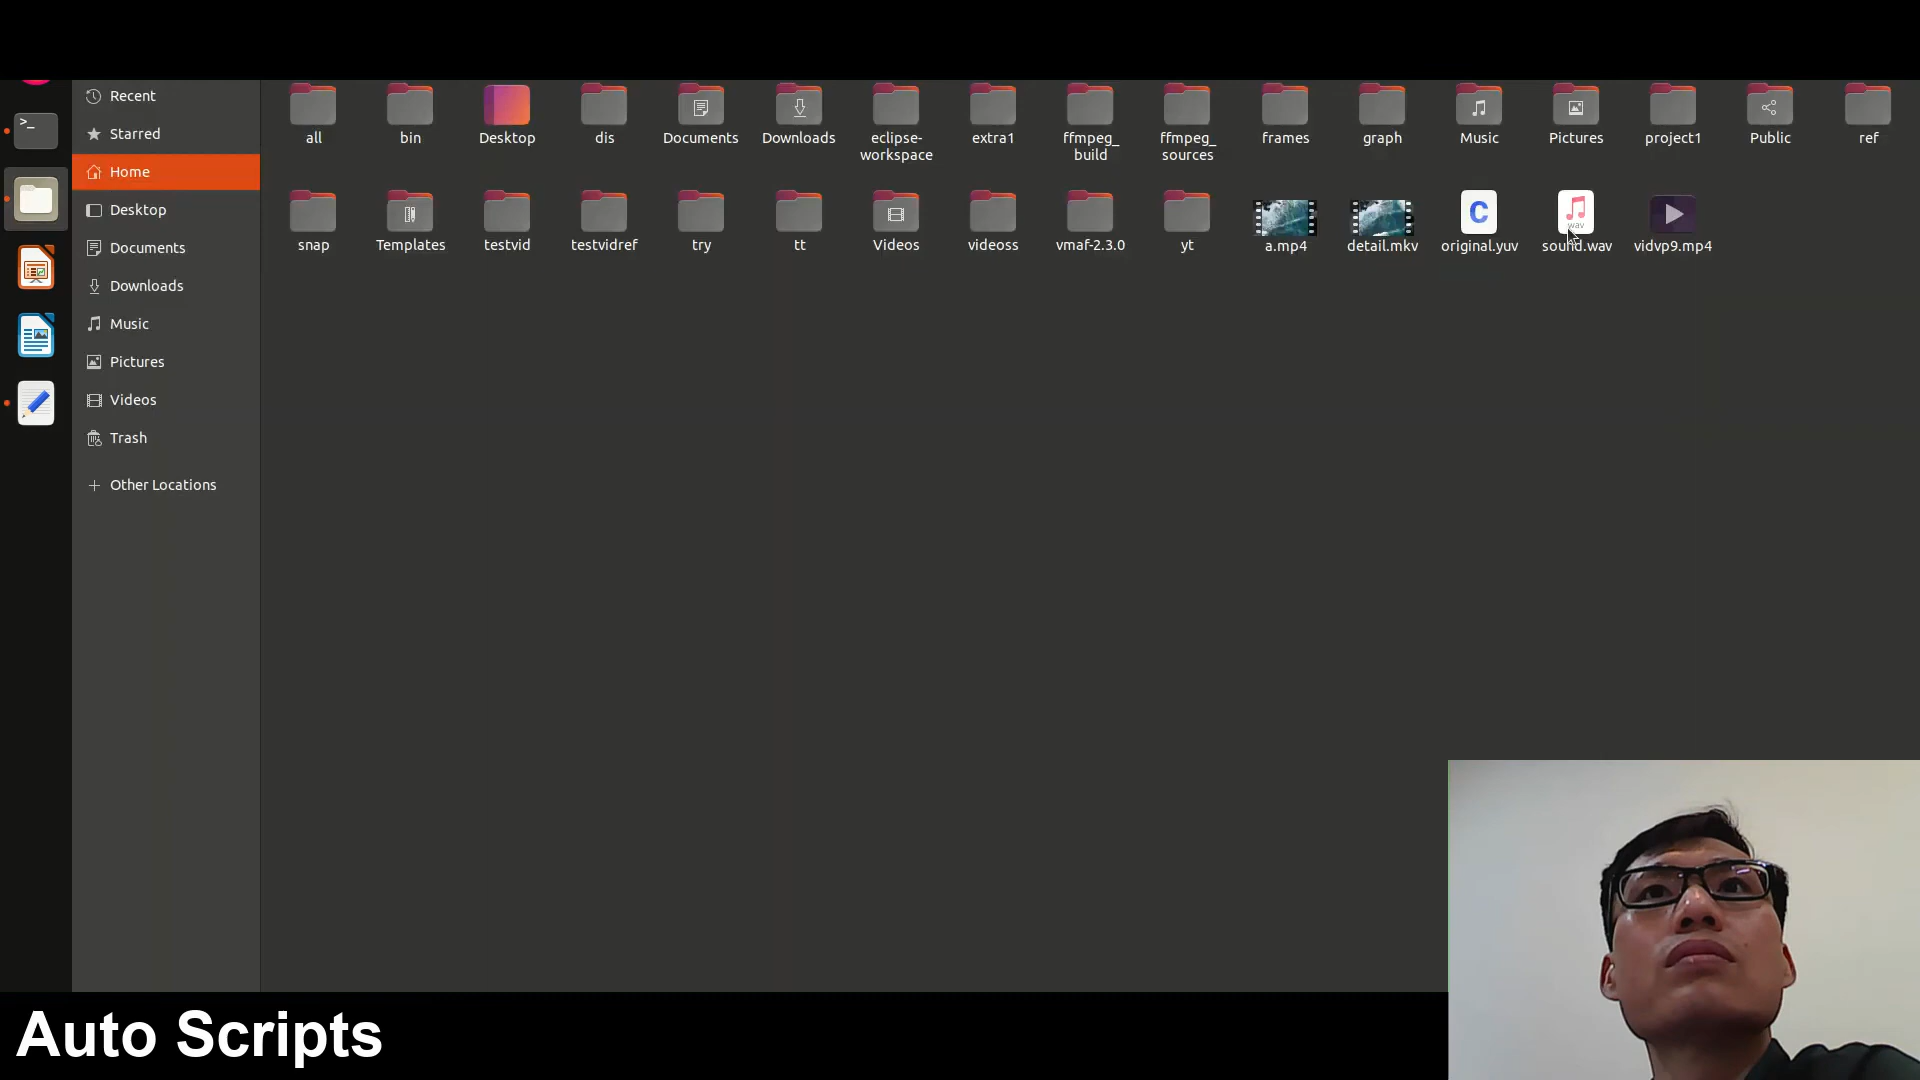 Recent
Starred
Home
Desktop
Documents
Downloads
Music
Pictures
Videos
Trash
Other Locations
all
bin
Desktop
dis
Documents
Downloads
eclipse-
workspace
extra1
ffmpeg_
build
ffmpeg_
sources
frames
graph
Music
Pictures
project1
Public
ref
snap
Templates
testvid
testvidref
try
tt
Videos
videoss
vmaf-2.3.0
yt
a.mp4
detail.mkv
C
original.yuv
wav
sound.wav
vidvp9.mp4
Auto Scripts